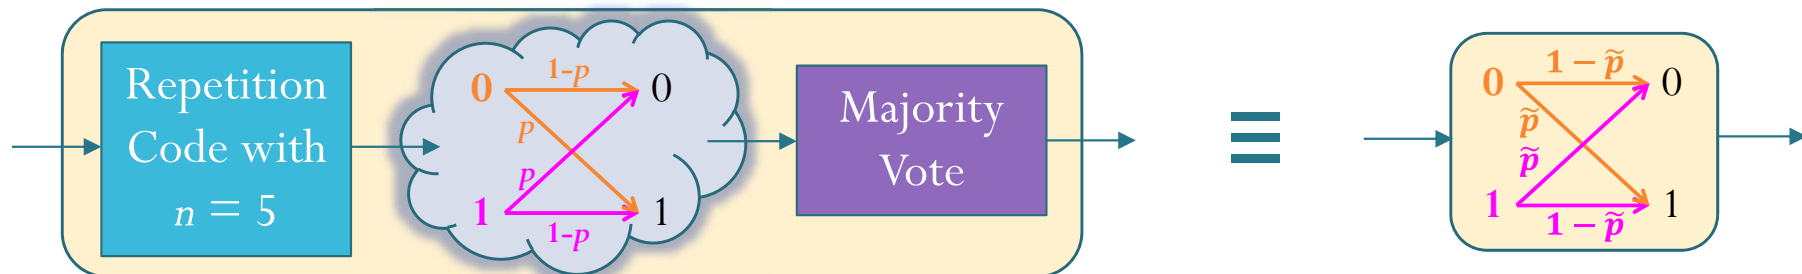 Repetition
Code with
n = 5
0 1-p 0
p
p
1 1-p 1
Majority
Vote
≡
0 1 − p̃ 0
p̃
p̃
1 1 − p̃ 1